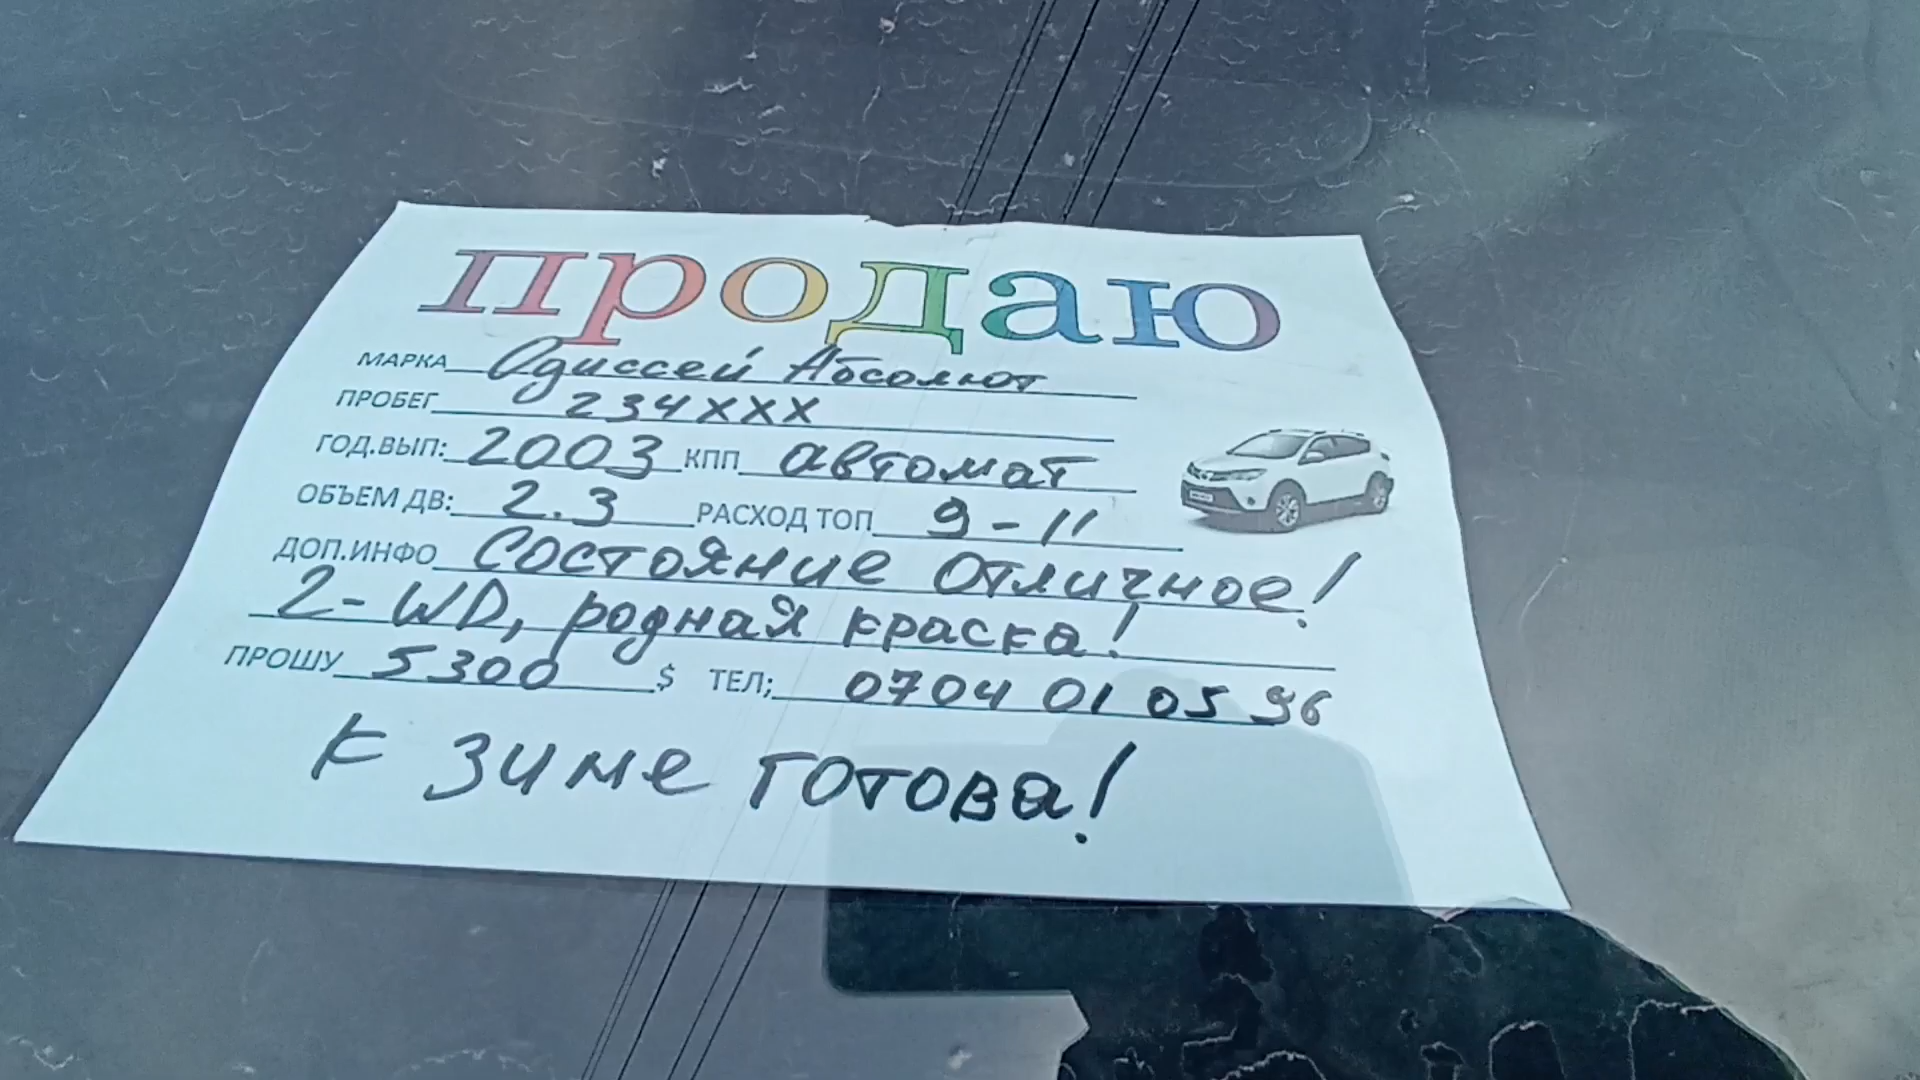 продаю
МАРКА Одиссей Абсолют
ПРОБЕГ 234XXX
ГОД.ВЫП: 2003 КПП автомат
ОБЪЕМ ДВ: 2.3 РАСХОД ТОП 9-11
ДОП.ИНФО Состояние отличное!
2-WD, родная краска!
ПРОШУ 5300 $ ТЕЛ; 0704 01 05 96
К зиме готова!